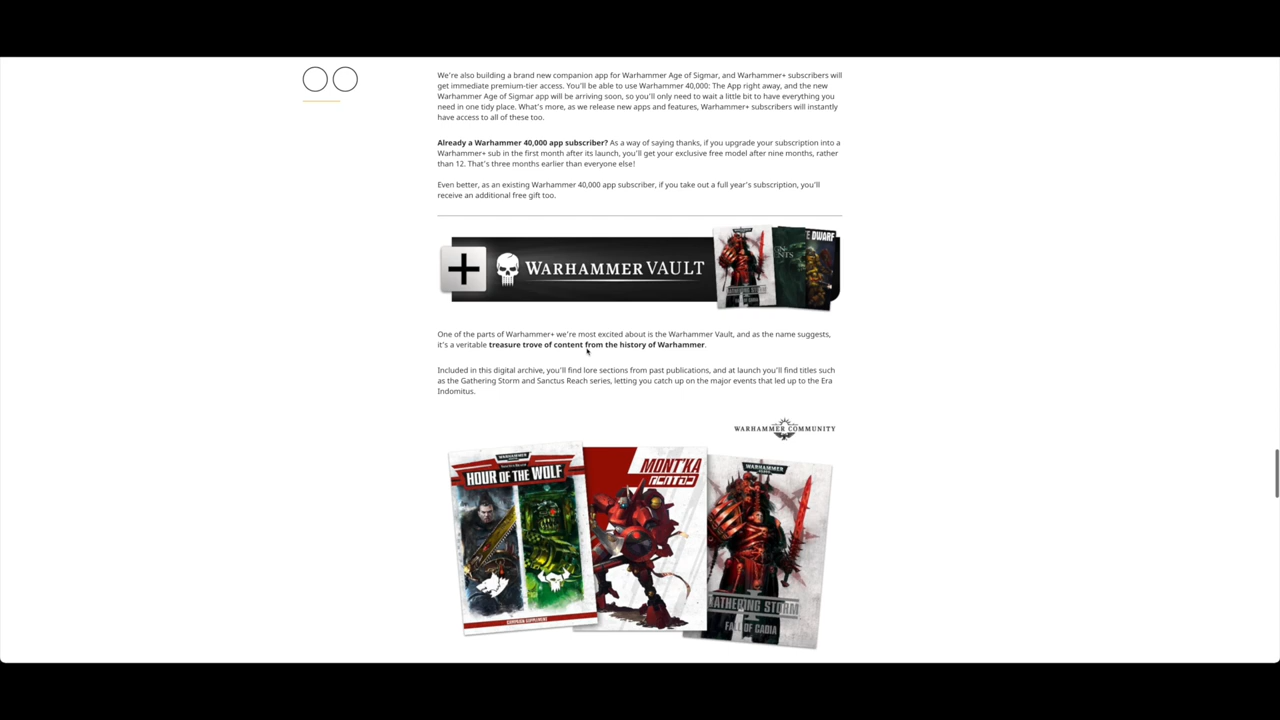 We're also building a brand new companion app for Warhammer Age of Sigmar, and Warhammer+ subscribers will
get immediate premium-tier access. You'll be able to use Warhammer 40,000: The App right away, and the new
Warhammer Age of Sigmar app will be arriving soon, so you'll only need to wait a little bit to have everything you
need in one tidy place. What's more, as we release new apps and features, Warhammer+ subscribers will instantly
have access to all of these too.
Already a Warhammer 40,000 app subscriber? As a way of saying thanks, if you upgrade your subscription into a
Warhammer+ sub in the first month after its launch, you'll get your exclusive free model after nine months, rather
than 12. That's three months earlier than everyone else!
Even better, as an existing Warhammer 40,000 app subscriber, if you take out a full year's subscription, you'll
receive an additional free gift too.
+ WARHAMMER VAULT
E DWARF
GATHERING STORM
FALL OF CADIA
One of the parts of Warhammer+ we're most excited about is the Warhammer Vault, and as the name suggests,
it's a veritable treasure trove of content from the history of Warhammer.
Included in this digital archive, you'll find lore sections from past publications, and at launch you'll find titles such
as the Gathering Storm and Sanctus Reach series, letting you catch up on the major events that led up to the Era
Indomitus.
WARHAMMER COMMUNITY
WARHAMMER
HOUR OF THE WOLF
CAMPAIGN SUPPLEMENT
MONT'KA
WARHAMMER
GATHERING STORM
FALL OF CADIA